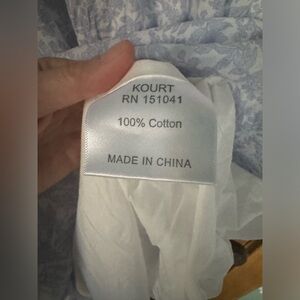 KOURT
RN 151041
100% Cotton
MADE IN CHINA